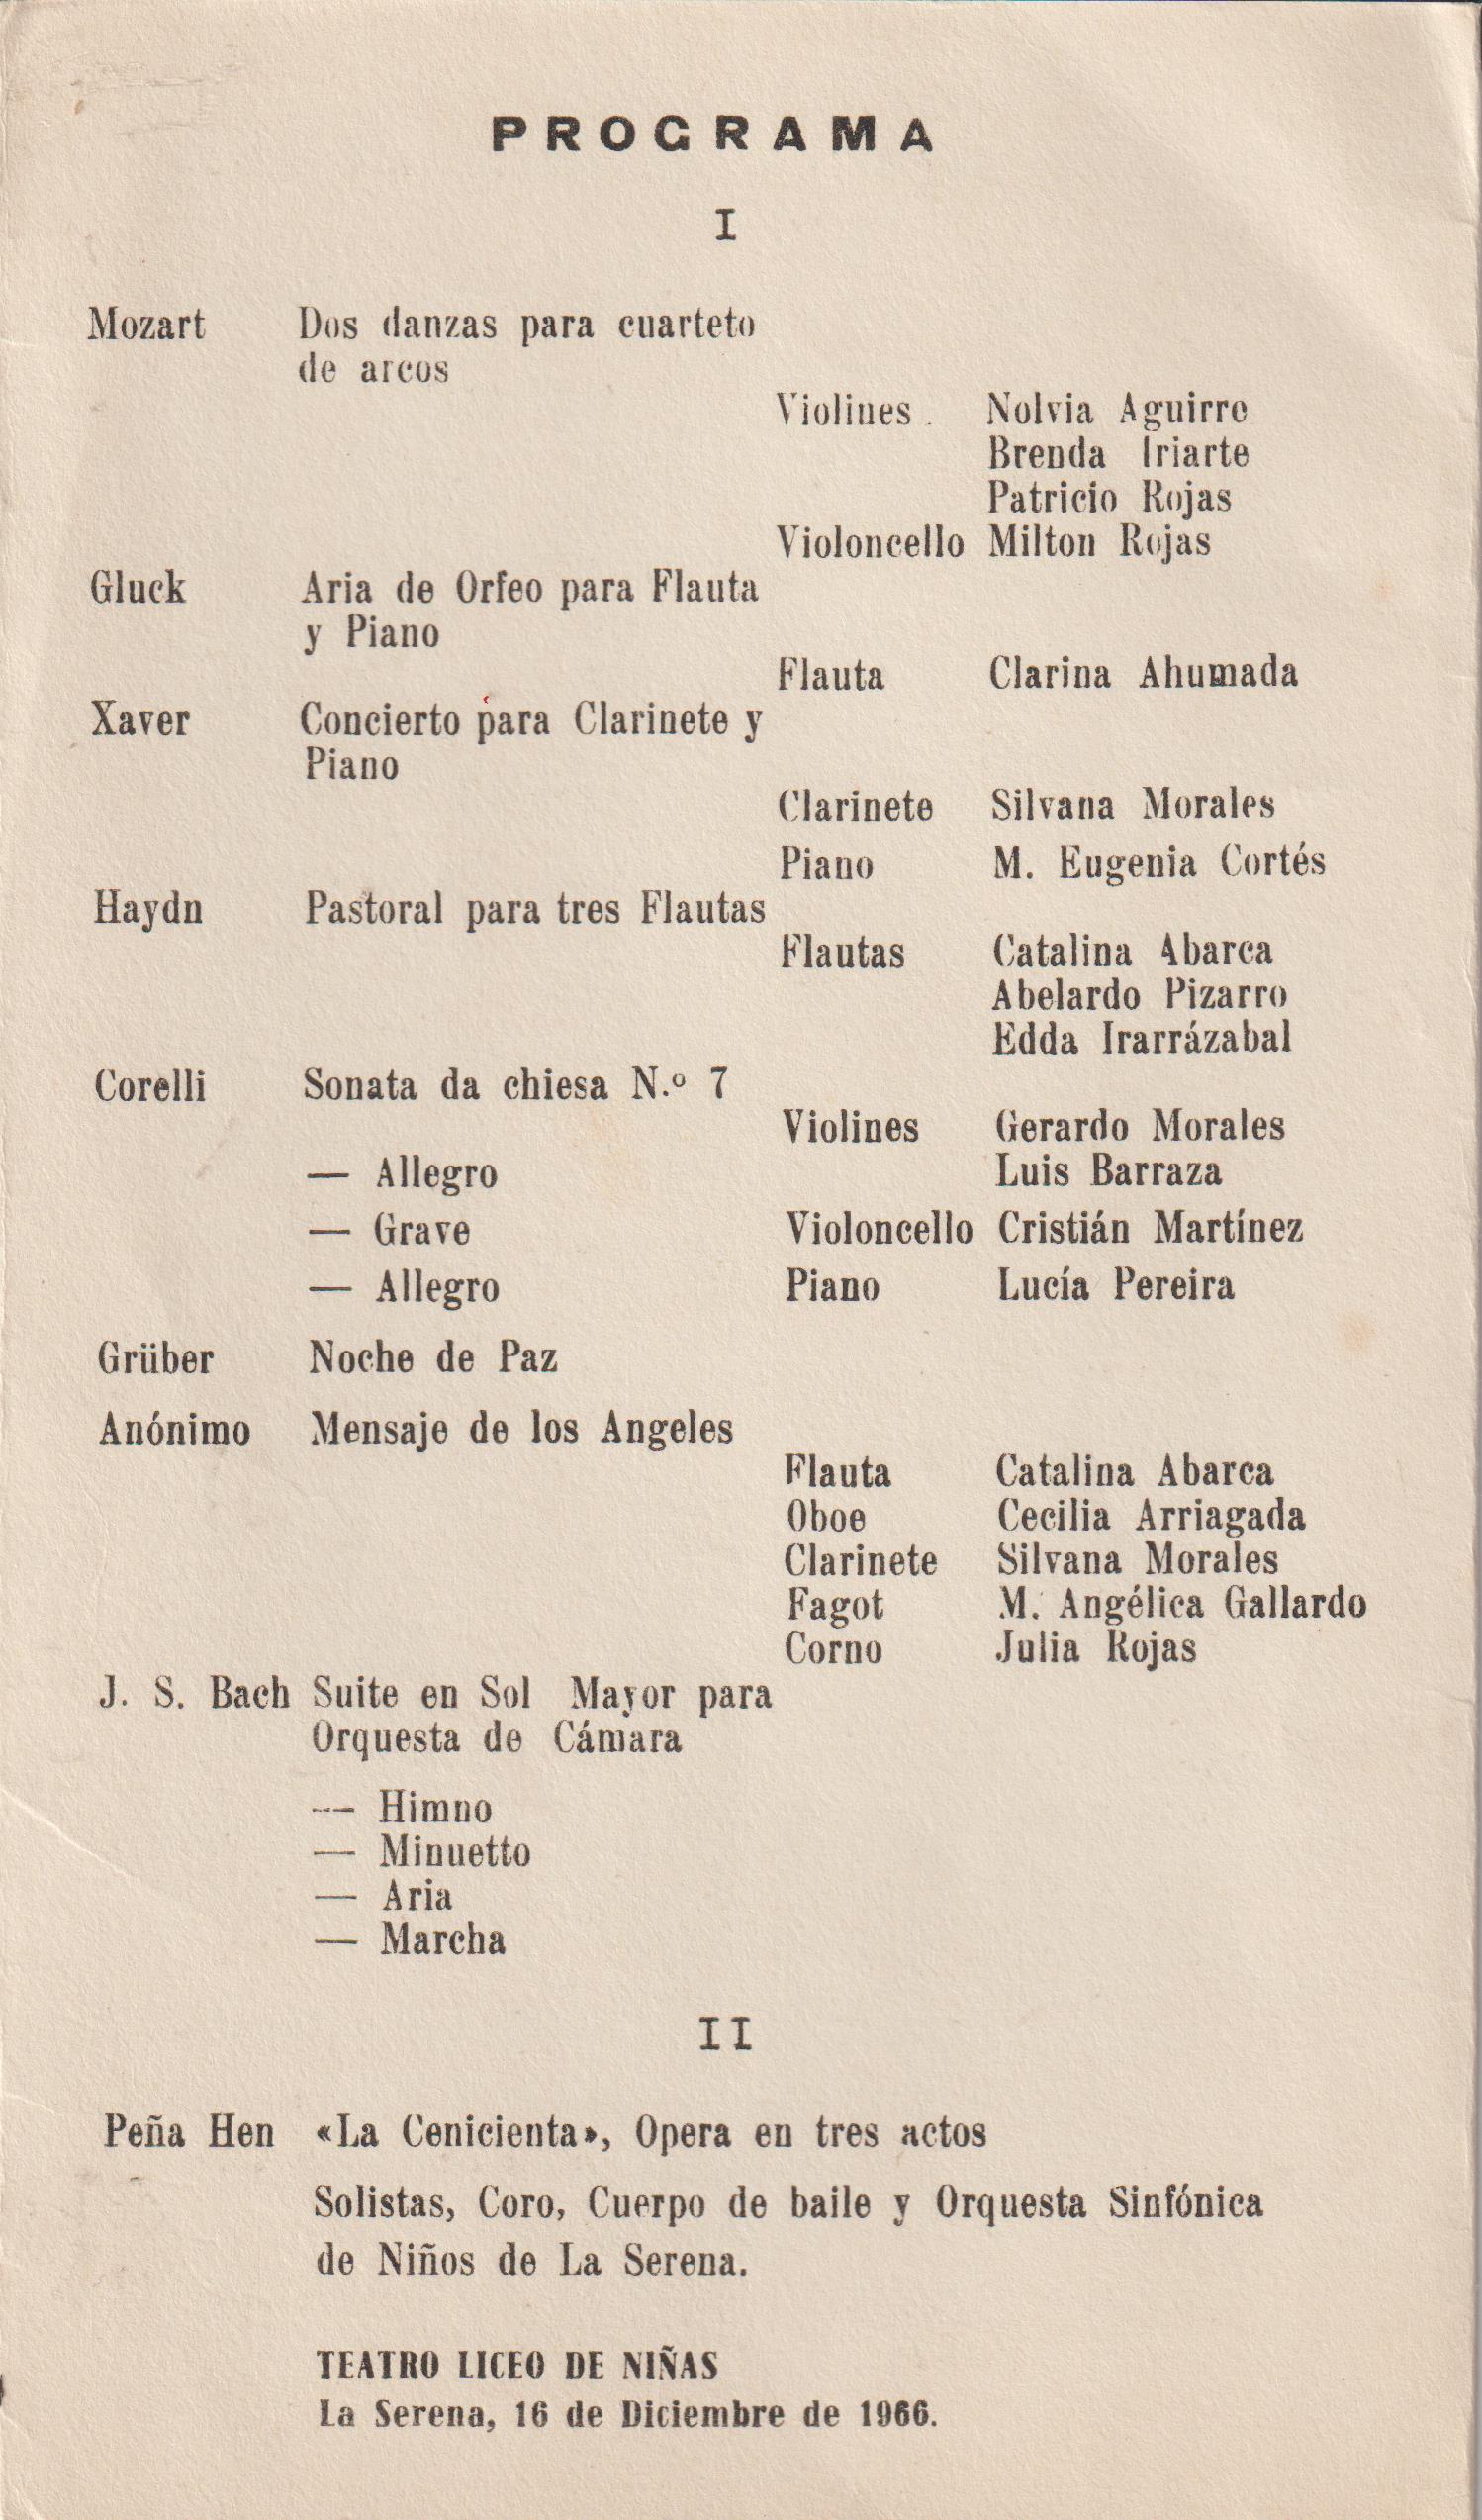 PROGRAMA
I
Mozart Dos danzas para cuarteto
de arcos
Violines Nolvia Aguirre
Brenda Iriarte
Patricio Rojas
Violoncello Milton Rojas
Gluck Aria de Orfeo para Flauta
y Piano
Flauta Clarina Ahumada
Xaver Concierto para Clarinete y
Piano
Clarinete Silvana Morales
Piano M. Eugenia Cortés
Haydn Pastoral para tres Flautas
Flautas Catalina Abarca
Abelardo Pizarro
Edda Irarrázabal
Corelli Sonata da chiesa N.º 7
Violines Gerardo Morales
Luis Barraza
— Allegro
— Grave Violoncello Cristián Martínez
— Allegro Piano Lucía Pereira
Grüber Noche de Paz
Anónimo Mensaje de los Angeles
Flauta Catalina Abarca
Oboe Cecilia Arriagada
Clarinete Silvana Morales
Fagot M. Angélica Gallardo
Corno Julia Rojas
J. S. Bach Suite en Sol Mayor para
Orquesta de Cámara
— Himno
— Minuetto
— Aria
— Marcha
II
Peña Hen «La Cenicienta», Opera en tres actos
Solistas, Coro, Cuerpo de baile y Orquesta Sinfónica
de Niños de La Serena.
TEATRO LICEO DE NIÑAS
La Serena, 16 de Diciembre de 1966.